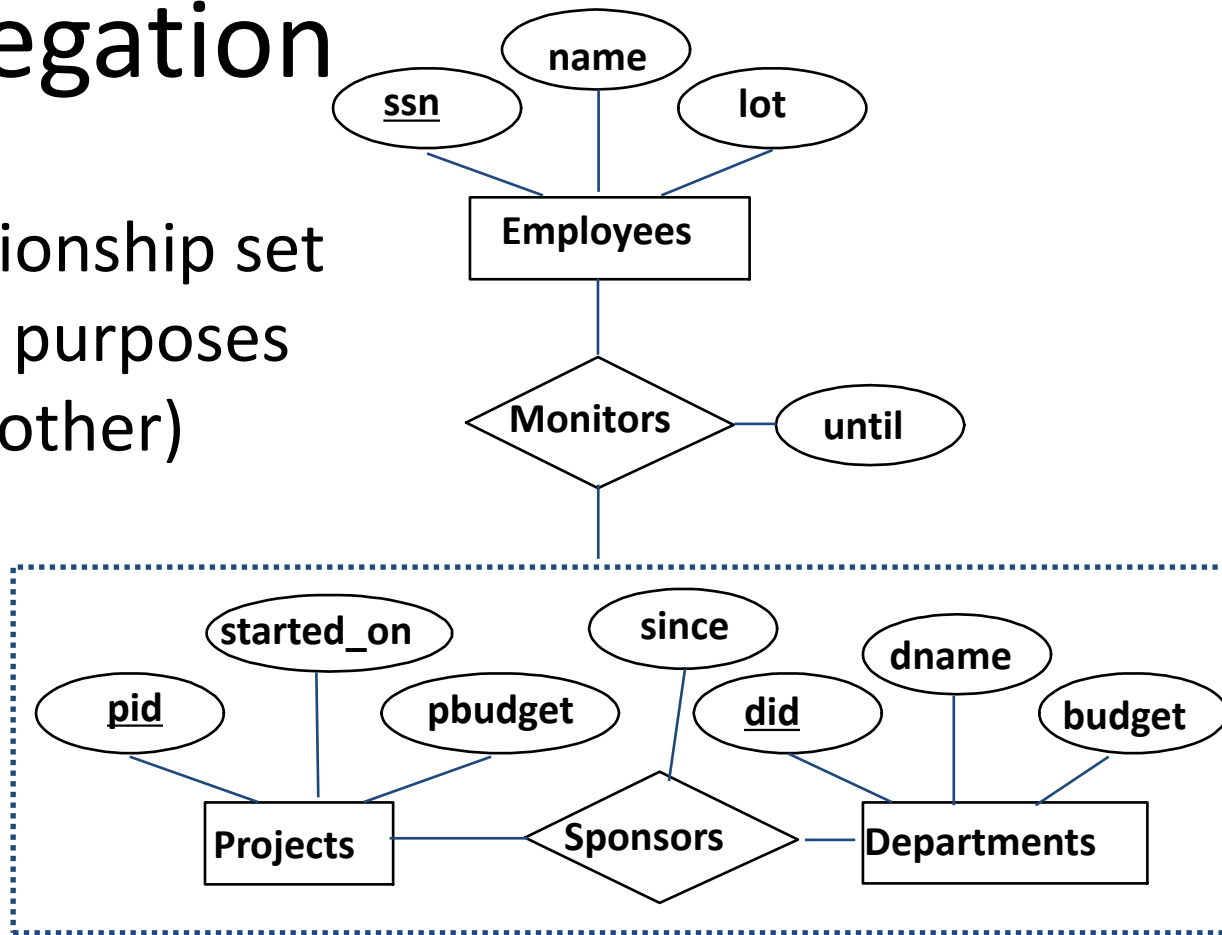 egation
name
ssn
lot
Employees
ionship set
purposes
other)
Monitors
until
started_on
since
dname
pid
pbudget
did
budget
Projects
Sponsors
Departments